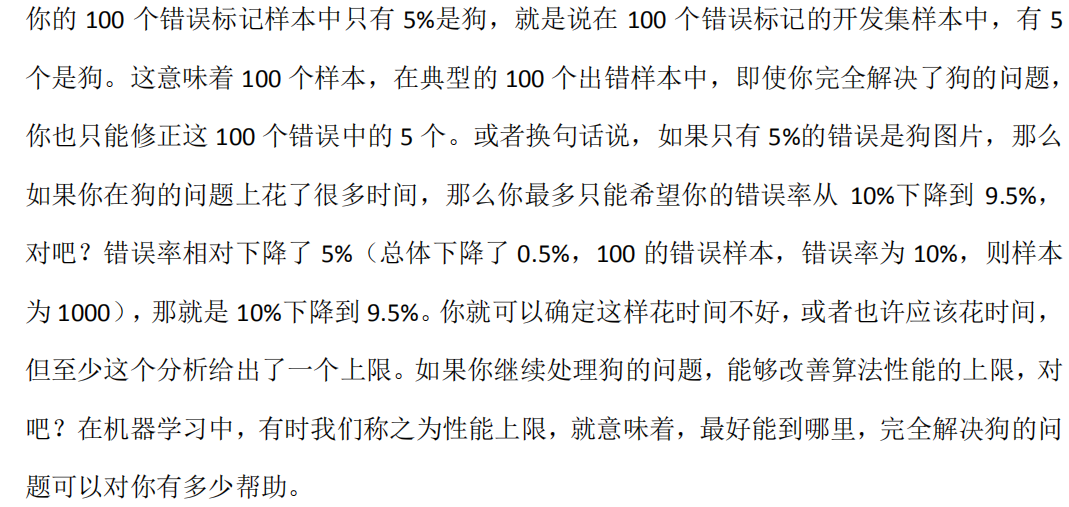 你的 100 个错误标记样本中只有 5%是狗，就是说在 100 个错误标记的开发集样本中，有 5
个是狗。这意味着 100 个样本，在典型的 100 个出错样本中，即使你完全解决了狗的问题，
你也只能修正这 100 个错误中的 5 个。或者换句话说，如果只有 5%的错误是狗图片，那么
如果你在狗的问题上花了很多时间，那么你最多只能希望你的错误率从 10%下降到 9.5%，
对吧？错误率相对下降了 5%（总体下降了 0.5%，100 的错误样本，错误率为 10%，则样本
为 1000），那就是 10%下降到 9.5%。你就可以确定这样花时间不好，或者也许应该花时间，
但至少这个分析给出了一个上限。如果你继续处理狗的问题，能够改善算法性能的上限，对
吧？在机器学习中，有时我们称之为性能上限，就意味着，最好能到哪里，完全解决狗的问
题可以对你有多少帮助。